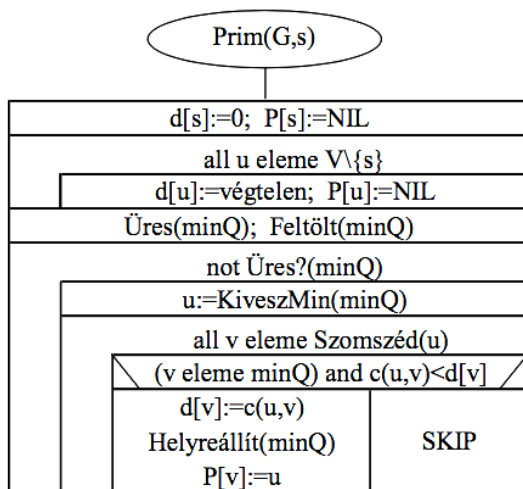 Prim(G,s)
d[s]:=0; P[s]:=NIL
all u eleme V\{s}
d[u]:=végtelen; P[u]:=NIL
Üres(minQ); Feltölt(minQ)
not Üres?(minQ)
u:=KiveszMin(minQ)
all v eleme Szomszéd(u)
(v eleme minQ) and c(u,v)<d[v]
d[v]:=c(u,v)
Helyreállít(minQ)
P[v]:=u
SKIP